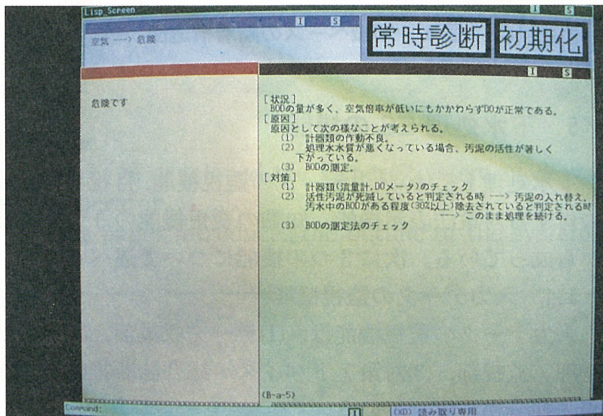 Lisp_Screen
I S
空気 ---> 危険
常時診断 初期化
I S
危険です
[状況]
BODの量が多く、空気倍率が低いにもかかわらずDOが正常である。
[原因]
原因として次の様なことが考えられる。
(1) 計器類の作動不良。
(2) 処理水水質が悪くなっている場合、汚泥の活性が著しく
下がっている。
(3) BODの測定。
[対策]
(1) 計器類(流量計,DOメータ)のチェック
(2) 活性汚泥が死滅していると判定される時 ---> 汚泥の入れ替え。
汚水中のBODがある程度(30%以上)除去されていると判定される時
---> このまま処理を続ける。
(3) BODの測定法のチェック
(B-a-5)
Command:
I
読み取り専用